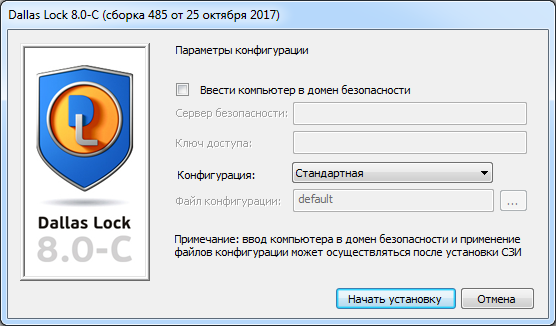 Dallas Lock 8.0-C (сборка 485 от 25 октября 2017)
DL
Dallas Lock
8.0-C
Параметры конфигурации
Ввести компьютер в домен безопасности
Сервер безопасности:
Ключ доступа:
Конфигурация: Стандартная
Файл конфигурации: default ...
Примечание: ввод компьютера в домен безопасности и применение
файлов конфигурации может осуществляться после установки СЗИ
Начать установку Отмена